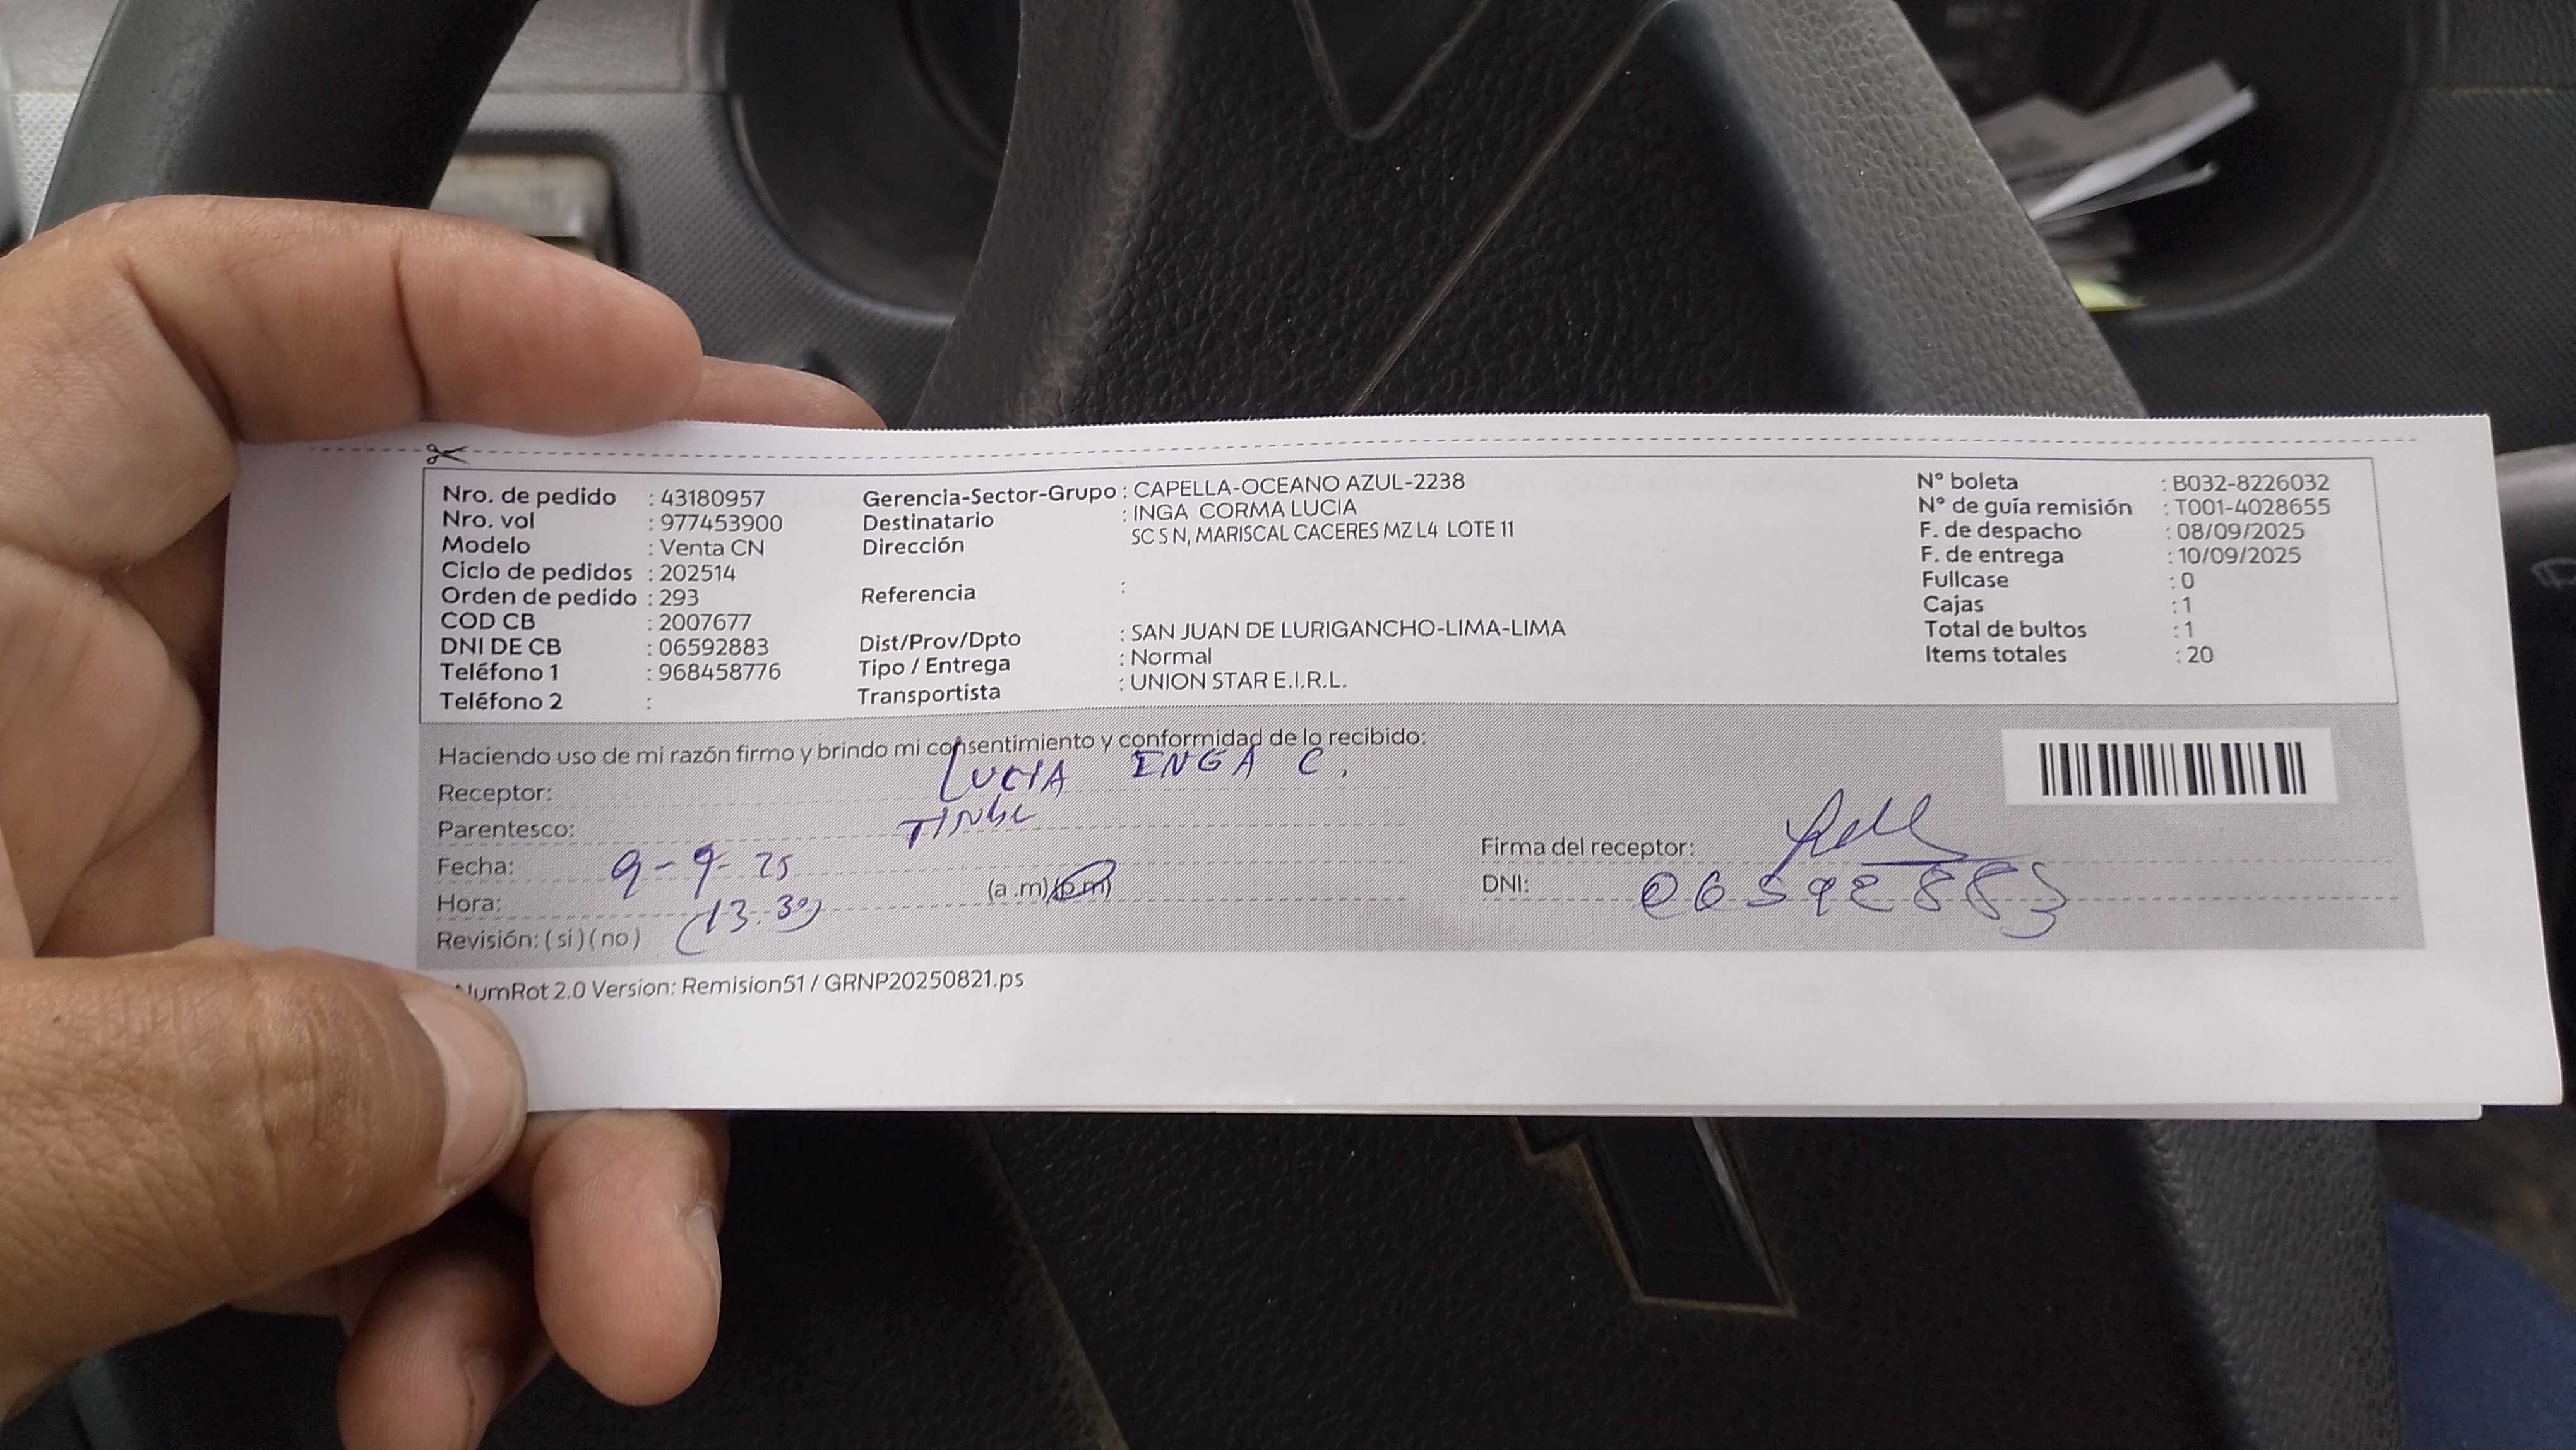 Nro. de pedido : 43180957
Nro. vol : 977453900
Modelo : Venta CN
Ciclo de pedidos : 202514
Orden de pedido : 293
COD CB : 2007677
DNI DE CB : 06592883
Teléfono 1 : 968458776
Teléfono 2 :
Gerencia-Sector-Grupo : CAPELLA-OCEANO AZUL-2238
Destinatario : INGA CORMA LUCIA
Dirección SC S N, MARISCAL CACERES MZ L4 LOTE 11
Referencia :
Dist/Prov/Dpto : SAN JUAN DE LURIGANCHO-LIMA-LIMA
Tipo / Entrega : Normal
Transportista : UNION STAR E.I.R.L.
N° boleta : B032-8226032
N° de guía remisión : T001-4028655
F. de despacho : 08/09/2025
F. de entrega : 10/09/2025
Fullcase : 0
Cajas : 1
Total de bultos : 1
Items totales : 20
Haciendo uso de mi razón firmo y brindo mi consentimiento y conformidad de lo recibido:
Receptor: LUCIA INGA C.
Parentesco:
Fecha: 9-9-25
Hora: (13:30) (a.m)(p.m)
Revisión: (si)(no)
Firma del receptor:
DNI: 06592883
NumRot 2.0 Version: Remision51 / GRNP20250821.ps